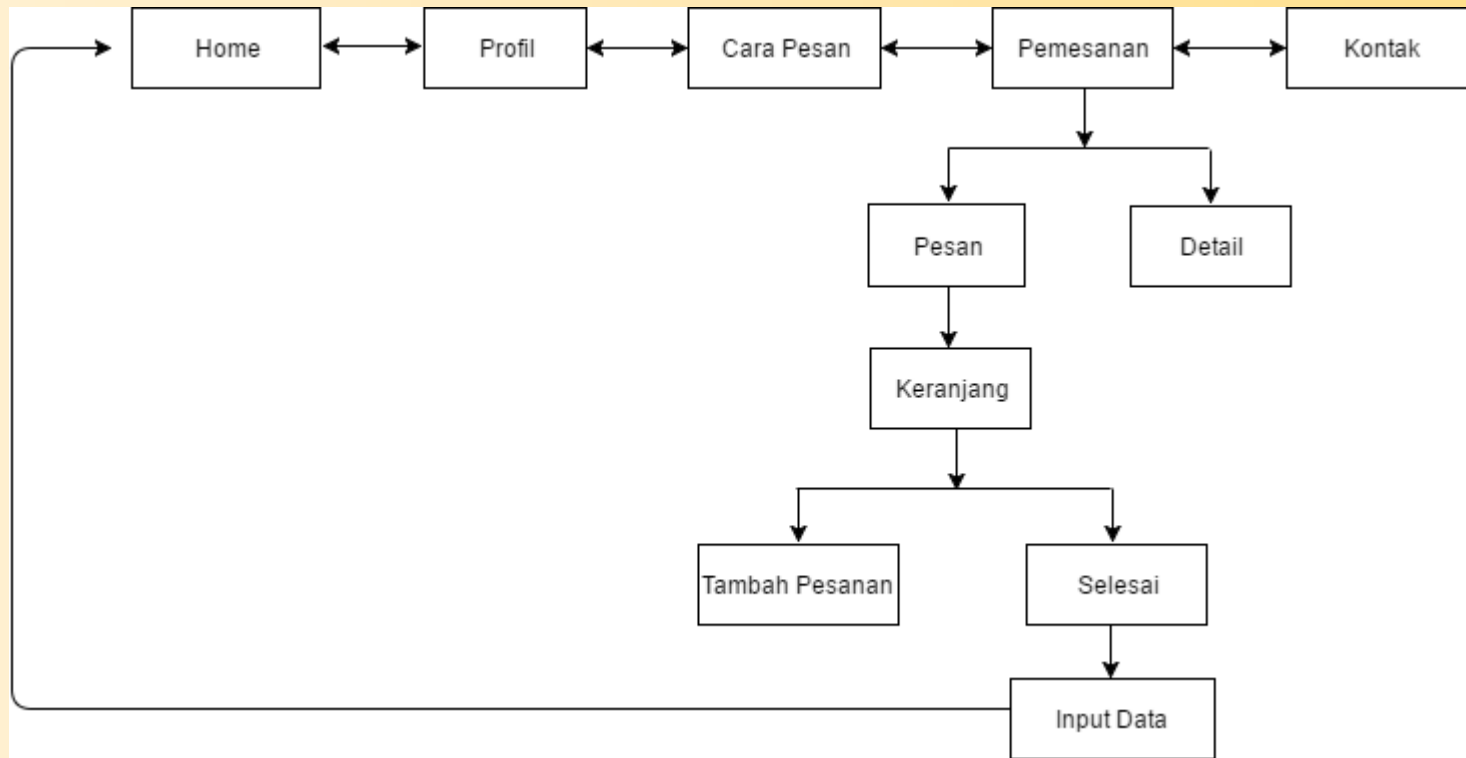 Home
Profil
Cara Pesan
Pemesanan
Kontak
Pesan
Detail
Keranjang
Tambah Pesanan
Selesai
Input Data